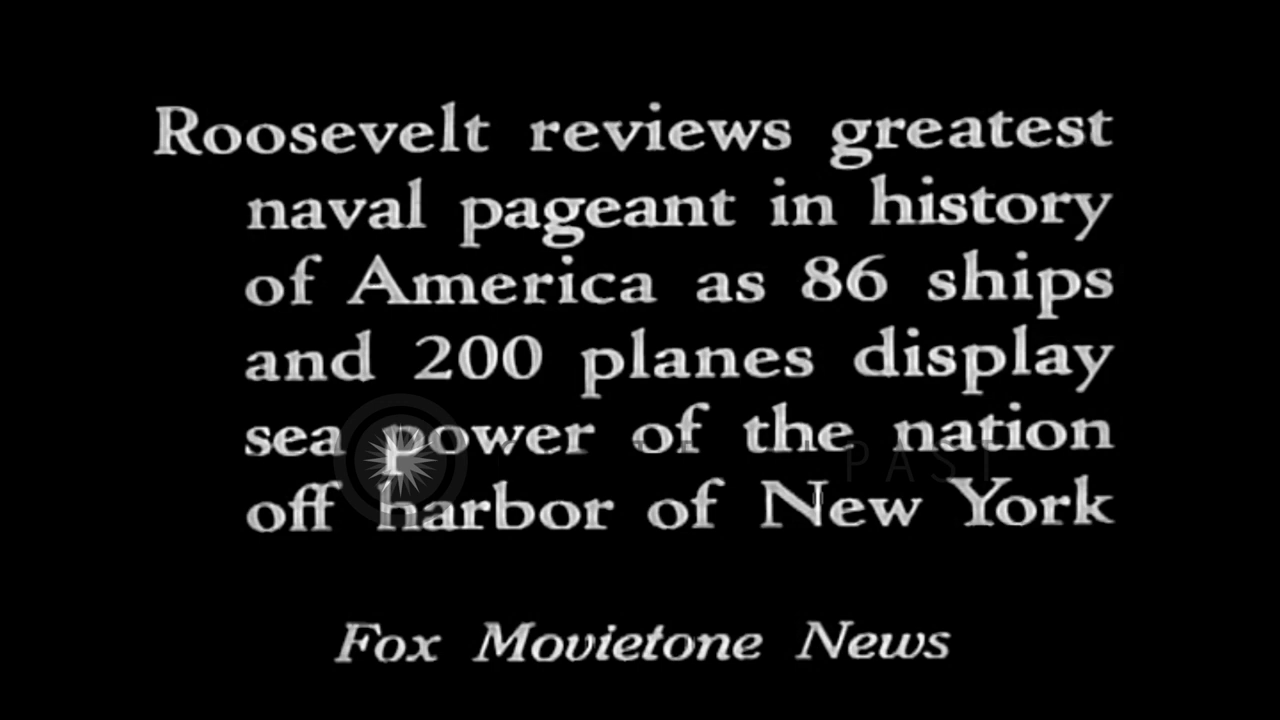 Roosevelt reviews greatest
naval pageant in history
of America as 86 ships
and 200 planes display
sea power of the nation
PAST
off harbor of New York
Fox Movietone News